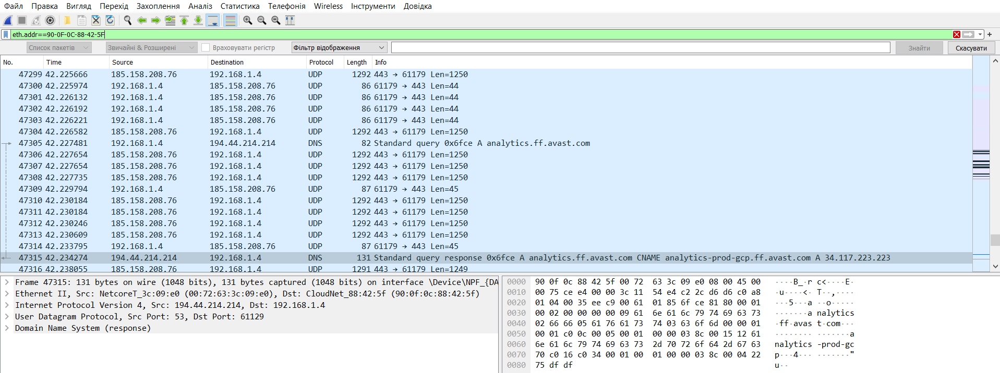 Файл Правка Вигляд Перехід Захоплення Аналіз Статистика Телефонія Wireless Інструменти Довідка
eth.addr==90-0F-0C-88-42-5F
Список пакетів Звичайні & Розширені Враховувати регістр Фільтр відображення Знайти Скасувати
No. Time Source Destination Protocol Length Info
47299 42.225666 185.158.208.76 192.168.1.4 UDP 1292 443 → 61179 Len=1250
47300 42.225974 192.168.1.4 185.158.208.76 UDP 86 61179 → 443 Len=44
47301 42.226132 192.168.1.4 185.158.208.76 UDP 86 61179 → 443 Len=44
47302 42.226192 192.168.1.4 185.158.208.76 UDP 86 61179 → 443 Len=44
47303 42.226221 192.168.1.4 185.158.208.76 UDP 86 61179 → 443 Len=44
47304 42.226582 185.158.208.76 192.168.1.4 UDP 1292 443 → 61179 Len=1250
47305 42.227481 192.168.1.4 194.44.214.214 DNS 82 Standard query 0x6fce A analytics.ff.avast.com
47306 42.227654 185.158.208.76 192.168.1.4 UDP 1292 443 → 61179 Len=1250
47307 42.227654 185.158.208.76 192.168.1.4 UDP 1292 443 → 61179 Len=1250
47308 42.227735 185.158.208.76 192.168.1.4 UDP 1292 443 → 61179 Len=1250
47309 42.229794 192.168.1.4 185.158.208.76 UDP 87 61179 → 443 Len=45
47310 42.230184 185.158.208.76 192.168.1.4 UDP 1292 443 → 61179 Len=1250
47311 42.230184 185.158.208.76 192.168.1.4 UDP 1292 443 → 61179 Len=1250
47312 42.230246 185.158.208.76 192.168.1.4 UDP 1292 443 → 61179 Len=1250
47313 42.230609 185.158.208.76 192.168.1.4 UDP 1292 443 → 61179 Len=1250
47314 42.233795 192.168.1.4 185.158.208.76 UDP 87 61179 → 443 Len=45
47315 42.234274 194.44.214.214 192.168.1.4 DNS 131 Standard query response 0x6fce A analytics.ff.avast.com CNAME analytics-prod-gcp.ff.avast.com A 34.117.223.223
47316 42.238055 185.158.208.76 192.168.1.4 UDP 1291 443 → 61179 Len=1249
Frame 47315: 131 bytes on wire (1048 bits), 131 bytes captured (1048 bits) on interface \Device\NPF_{DA
Ethernet II, Src: NetcoreT_3c:09:e0 (00:72:63:3c:09:e0), Dst: CloudNet_88:42:5f (90:0f:0c:88:42:5f)
Internet Protocol Version 4, Src: 194.44.214.214, Dst: 192.168.1.4
User Datagram Protocol, Src Port: 53, Dst Port: 61129
Domain Name System (response)
0000 90 0f 0c 88 42 5f 00 72 63 3c 09 e0 08 00 45 00 ····B_·r c<····E·
0010 00 75 ce e4 00 00 3c 11 54 e4 c2 2c d6 d6 c0 a8 ·u····<· T··,····
0020 01 04 00 35 ee c9 00 61 01 85 6f ce 81 80 00 01 ···5···a ··o·····
0030 00 02 00 00 00 00 09 61 6e 61 6c 79 74 69 63 73 ·······a nalytics
0040 02 66 66 05 61 76 61 73 74 03 63 6f 6d 00 00 01 ·ff·avas t·com···
0050 00 01 c0 0c 00 05 00 01 00 00 03 8c 00 15 12 61 ········ ·······a
0060 6e 61 6c 79 74 69 63 73 2d 70 72 6f 64 2d 67 63 nalytics -prod-gc
0070 70 c0 16 c0 34 00 01 00 01 00 00 03 8c 00 04 22 p···4··· ·······"
0080 75 df df u··